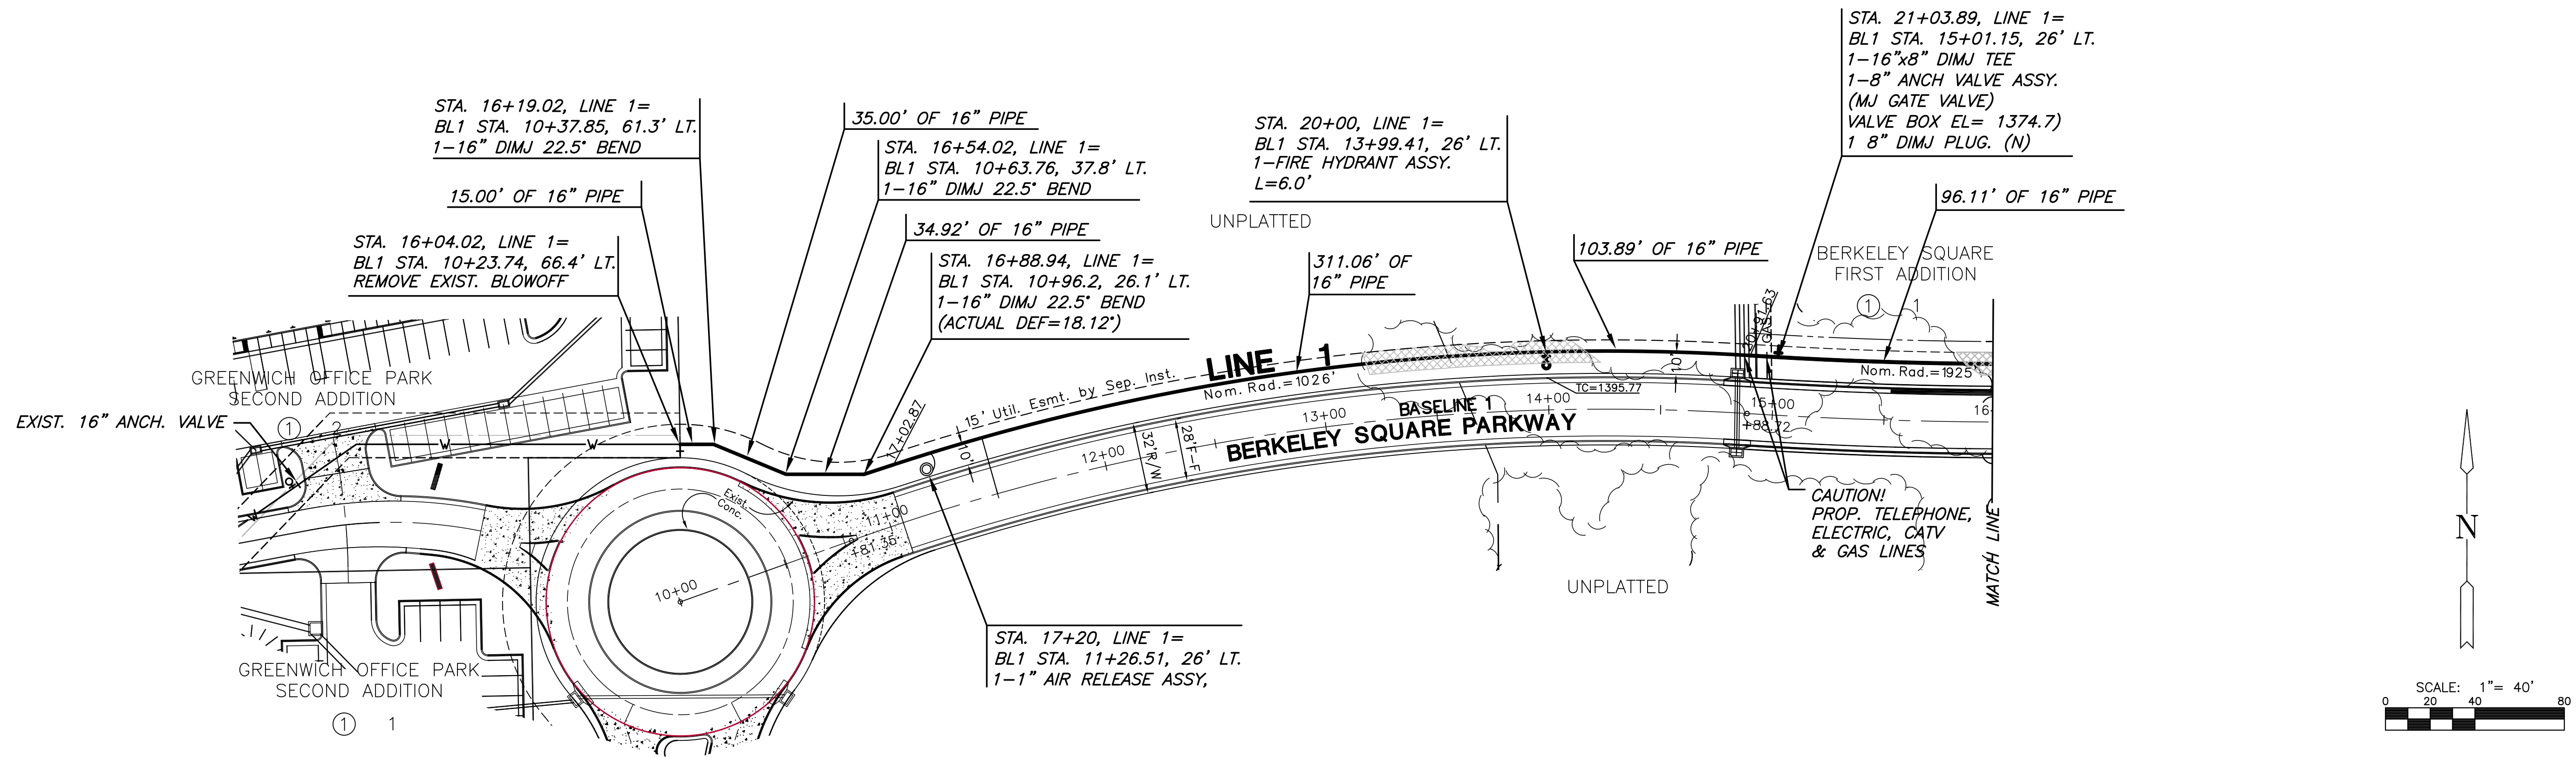 STA. 21+03.89, LINE 1=
BL1 STA. 15+01.15, 26' LT.
1-16"x8" DIMJ TEE
1-8" ANCH VALVE ASSY.
(MJ GATE VALVE)
VALVE BOX EL= 1374.7)
1 8" DIMJ PLUG. (N)
STA. 16+19.02, LINE 1=
BL1 STA. 10+37.85, 61.3' LT.
1-16" DIMJ 22.5° BEND
35.00' OF 16" PIPE
STA. 16+54.02, LINE 1=
BL1 STA. 10+63.76, 37.8' LT.
1-16" DIMJ 22.5° BEND
STA. 20+00, LINE 1=
BL1 STA. 13+99.41, 26' LT.
1-FIRE HYDRANT ASSY.
L=6.0'
15.00' OF 16" PIPE
96.11' OF 16" PIPE
34.92' OF 16" PIPE
UNPLATTED
STA. 16+04.02, LINE 1=
BL1 STA. 10+23.74, 66.4' LT.
REMOVE EXIST. BLOWOFF
STA. 16+88.94, LINE 1=
BL1 STA. 10+96.2, 26.1' LT.
1-16" DIMJ 22.5° BEND
(ACTUAL DEF=18.12°)
311.06' OF
16" PIPE
103.89' OF 16" PIPE
BERKELEY SQUARE
FIRST ADDITION
1 1
20+91.63
GAS
LINE 1
10'
Nom. Rad.=1925'
GREENWICH OFFICE PARK
SECOND ADDITION
1 2
EXIST. 16" ANCH. VALVE
W W
W
15' Util. Esmt. by Sep. Inst.
Nom. Rad.=1026'
TC=1395.77
17+02.87
10'
32'R/W
28'F-F
12+00
13+00
14+00
15+00
16
+88.72
BASELINE 1
BERKELEY SQUARE PARKWAY
Exist.
Conc.
11+00
+81.35
10+00
CAUTION!
PROP. TELEPHONE,
ELECTRIC, CATV
& GAS LINES
MATCH LINE
N
UNPLATTED
STA. 17+20, LINE 1=
BL1 STA. 11+26.51, 26' LT.
1-1" AIR RELEASE ASSY,
GREENWICH OFFICE PARK
SECOND ADDITION
1 1
SCALE: 1"= 40'
0 20 40 80